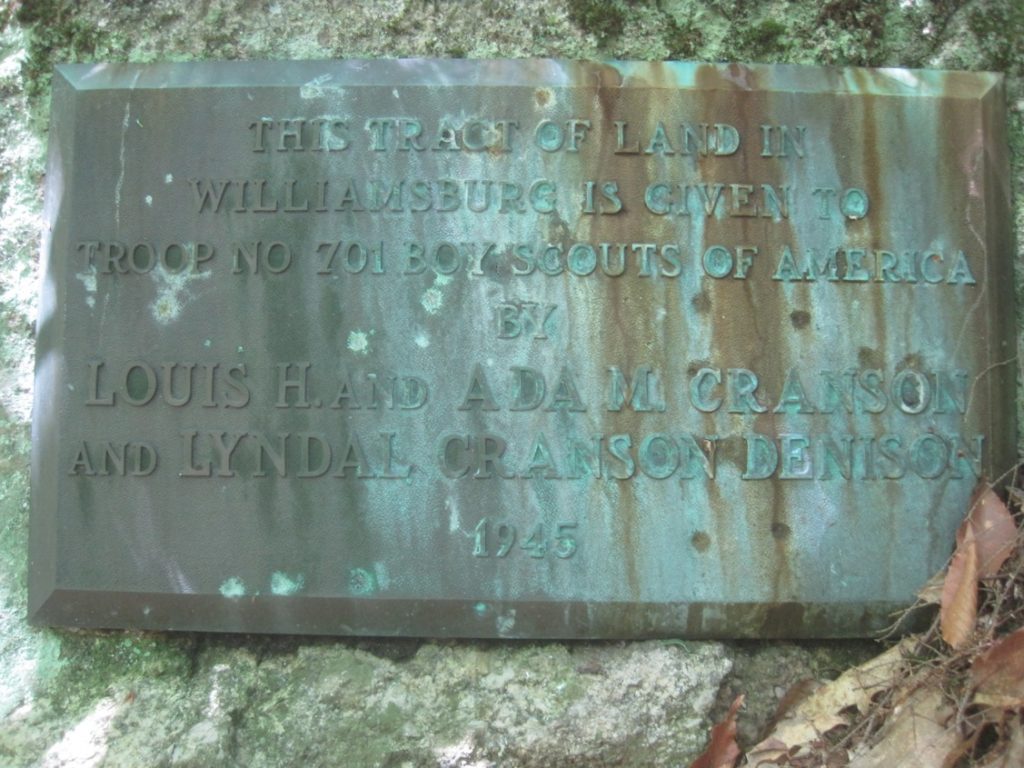 THIS TRACT OF LAND IN
WILLIAMSBURG IS GIVEN TO
TROOP NO 701 BOY SCOUTS OF AMERICA
BY
LOUIS H. AND ADA M. CRANSON
AND LYNDAL CRANSON DENISON
1945